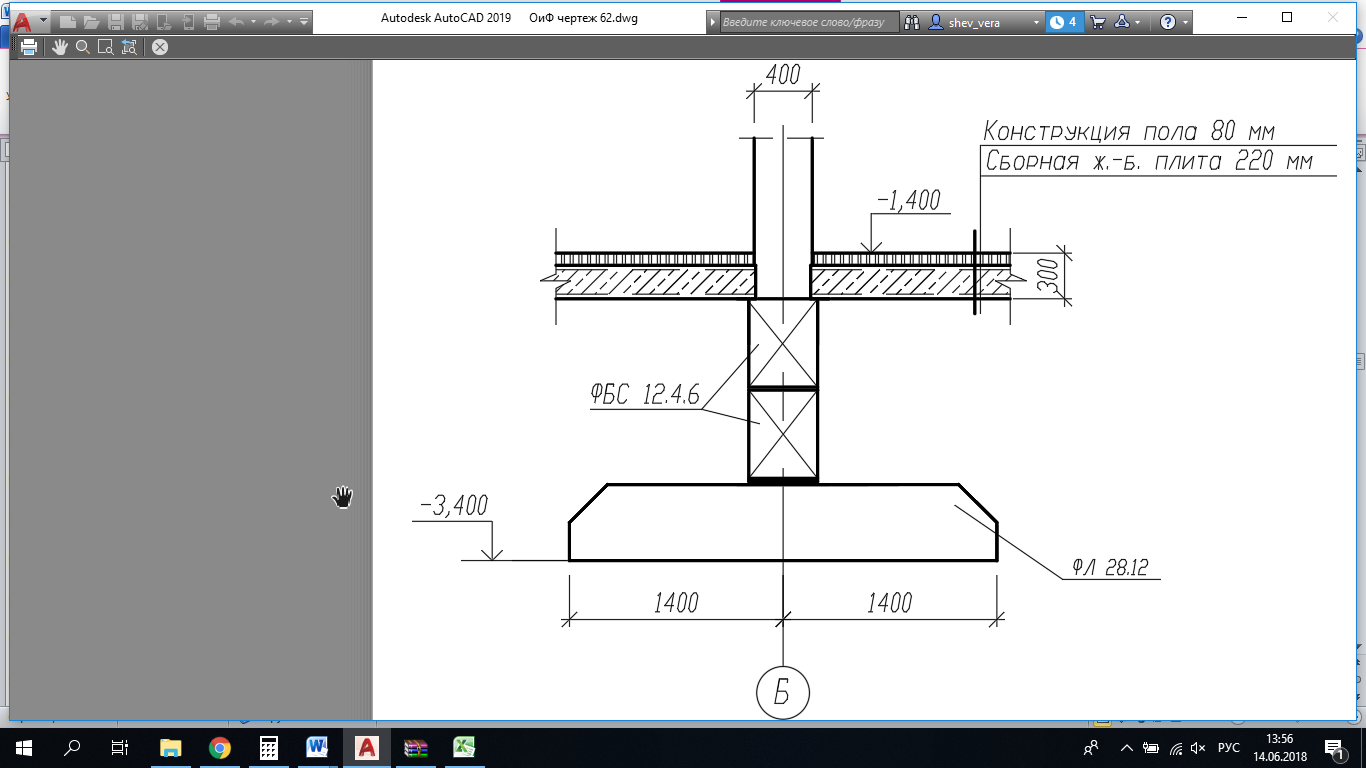 Autodesk AutoCAD 2019 ОиФ чертеж 62.dwg
Введите ключевое слово/фразу
shev_vera
4
400
Конструкция пола 80 мм
Сборная ж.-б. плита 220 мм
-1,400
300
ФБС 12.4.6
-3,400
ФЛ 28.12
1400
1400
Б
РУС
13:56
14.06.2018
1